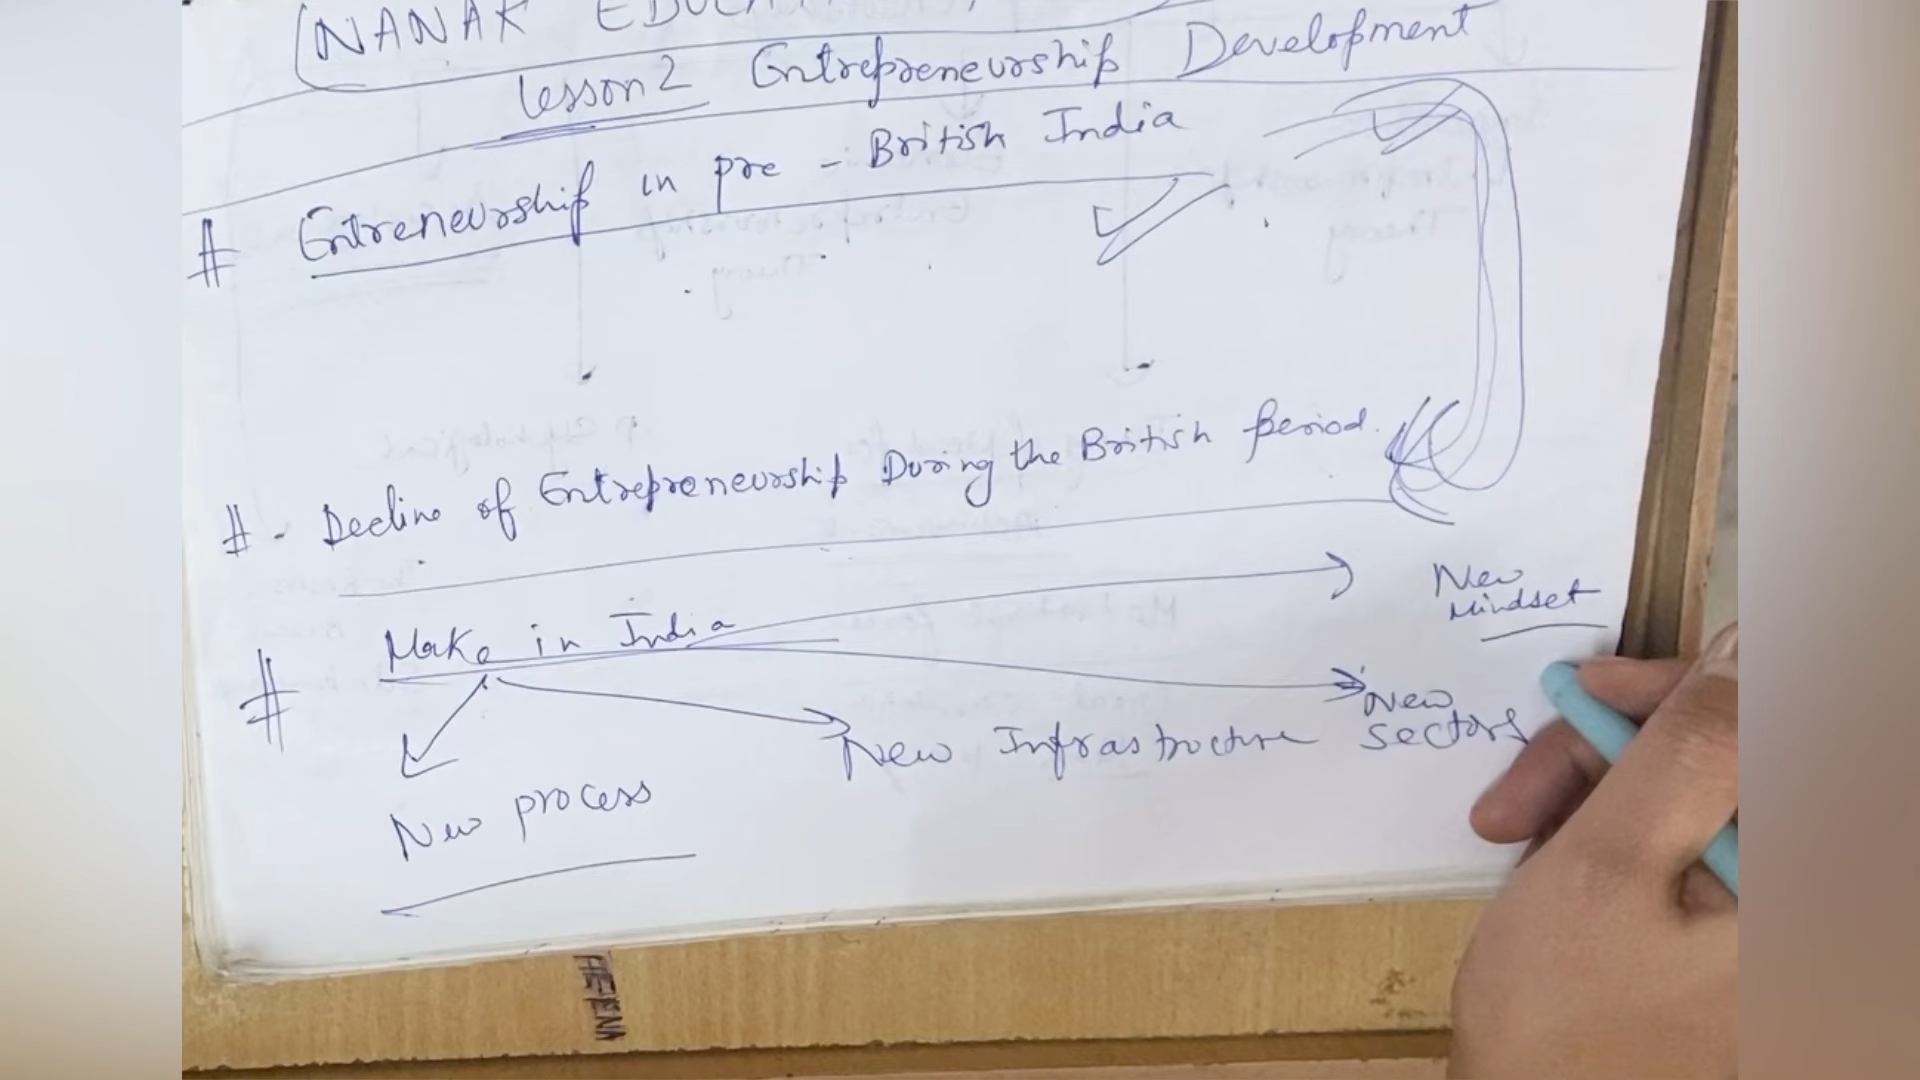 NANAK
Lesson 2 Entrepreneurship Development
# Entreneurship in pre - British India
# - Decline of Entrepreneurship During the British period.
# Make in India
New Mindset
New Sectors
New Infrastructure
New process
HEENA